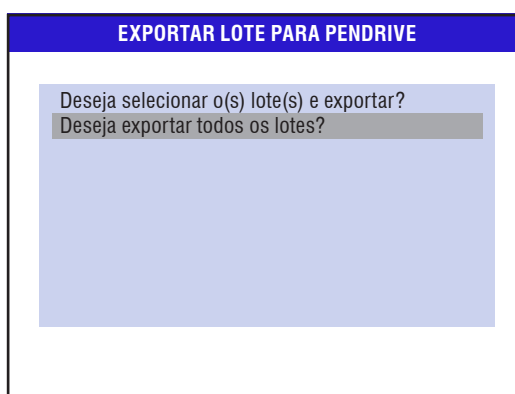 EXPORTAR LOTE PARA PENDRIVE
Deseja selecionar o(s) lote(s) e exportar?
Deseja exportar todos os lotes?